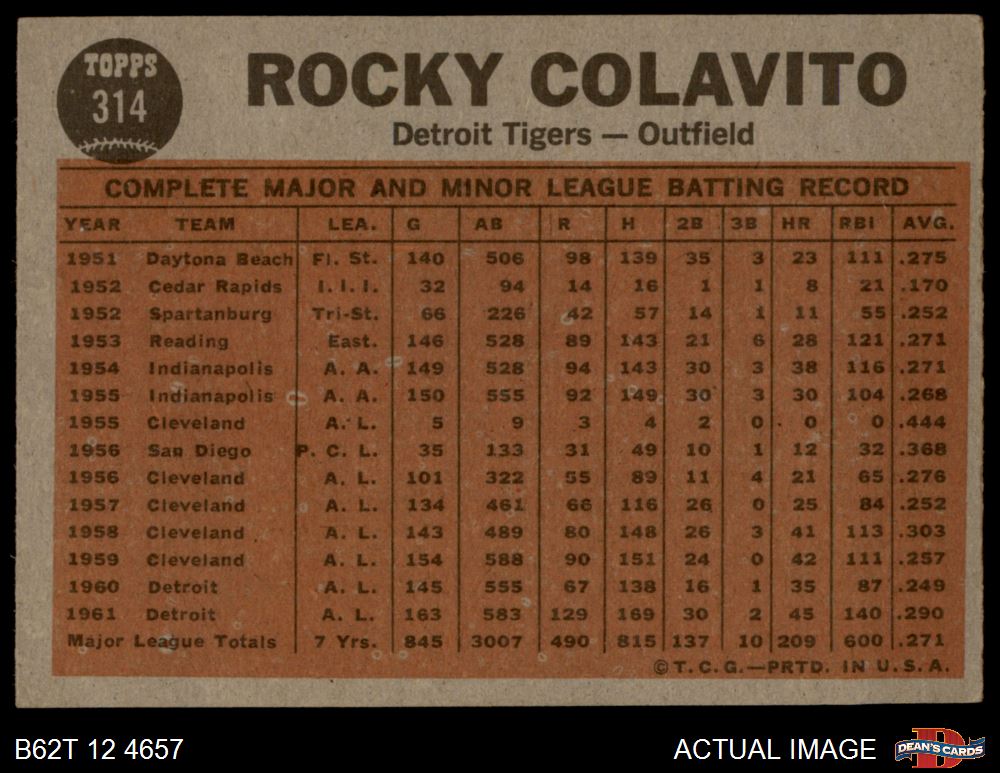 TOPPS
314
ROCKY COLAVITO
Detroit Tigers — Outfield
COMPLETE MAJOR AND MINOR LEAGUE BATTING RECORD
YEAR TEAM LEA. G AB R H 2B 3B HR RBI AVG.
1951 Daytona Beach Fl. St. 140 506 98 139 35 3 23 111 .275
1952 Cedar Rapids I. I. I. 32 94 14 16 1 1 8 21 .170
1952 Spartanburg Tri-St. 66 226 42 57 14 1 11 55 .252
1953 Reading East. 146 528 89 143 21 6 28 121 .271
1954 Indianapolis A. A. 149 528 94 143 30 3 38 116 .271
1955 Indianapolis A. A. 150 555 92 149 30 3 30 104 .268
1955 Cleveland A. L. 5 9 3 4 2 0 0 0 .444
1956 San Diego P. C. L. 35 133 31 49 10 1 12 32 .368
1956 Cleveland A. L. 101 322 55 89 11 4 21 65 .276
1957 Cleveland A. L. 134 461 66 116 26 0 25 84 .252
1958 Cleveland A. L. 143 489 80 148 26 3 41 113 .303
1959 Cleveland A. L. 154 588 90 151 24 0 42 111 .257
1960 Detroit A. L. 145 555 67 138 16 1 35 87 .249
1961 Detroit A. L. 163 583 129 169 30 2 45 140 .290
Major League Totals 7 Yrs. 845 3007 490 815 137 10 209 600 .271
© T. C. G.—PRTD. IN U. S. A.
B62T 12 4657
ACTUAL IMAGE
D
DEAN'S CARDS